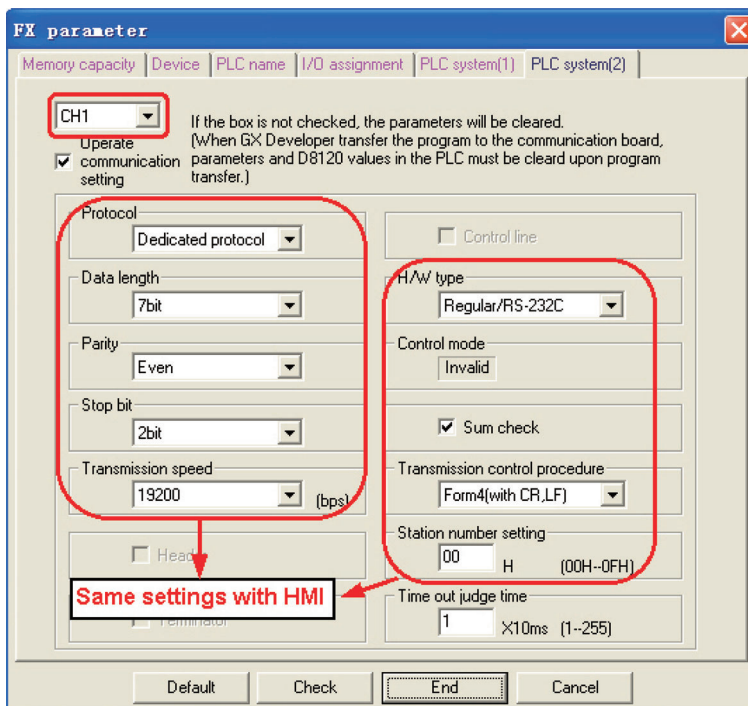 FX parameter
Memory capacity Device PLC name I/O assignment PLC system(1) PLC system(2)
CH1
If the box is not checked, the parameters will be cleared.
(When GX Developer transfer the program to the communication board,
parameters and D8120 values in the PLC must be cleard upon program
transfer.)
Operate
communication
setting
Protocol
Dedicated protocol
Control line
Data length
7bit
H/W type
Regular/RS-232C
Parity
Even
Control mode
Invalid
Stop bit
2bit
Sum check
Transmission speed
19200 (bps)
Transmission control procedure
Form4(with CR,LF)
Header
Station number setting
00 H (00H--0FH)
Same settings with HMI
Terminator
Time out judge time
1 X10ms (1--255)
Default Check End Cancel